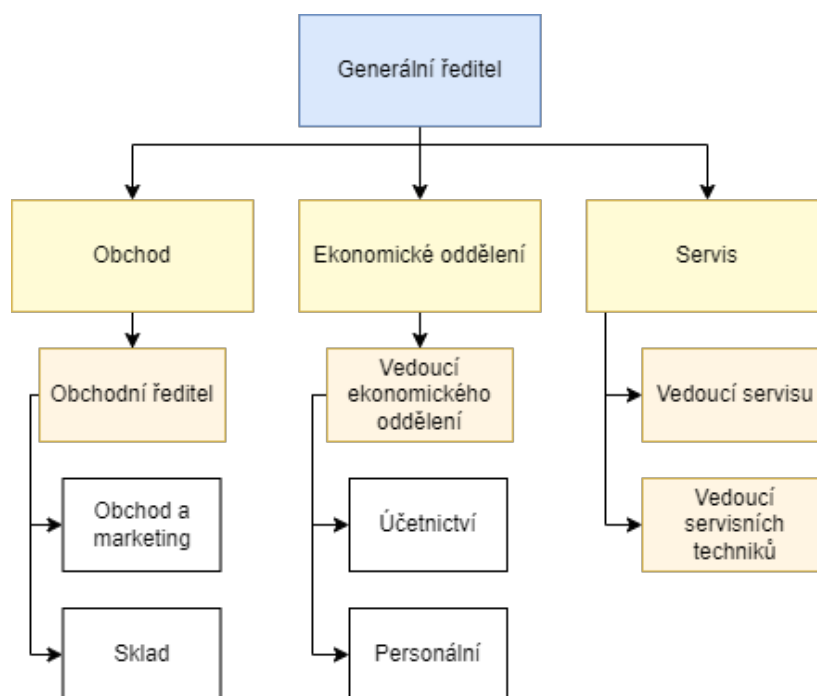 Generální ředitel
Obchod
Ekonomické oddělení
Servis
Obchodní ředitel
Vedoucí
ekonomického
oddělení
Vedoucí servisu
Obchod a
marketing
Účetnictví
Vedoucí
servisních
techniků
Sklad
Personální